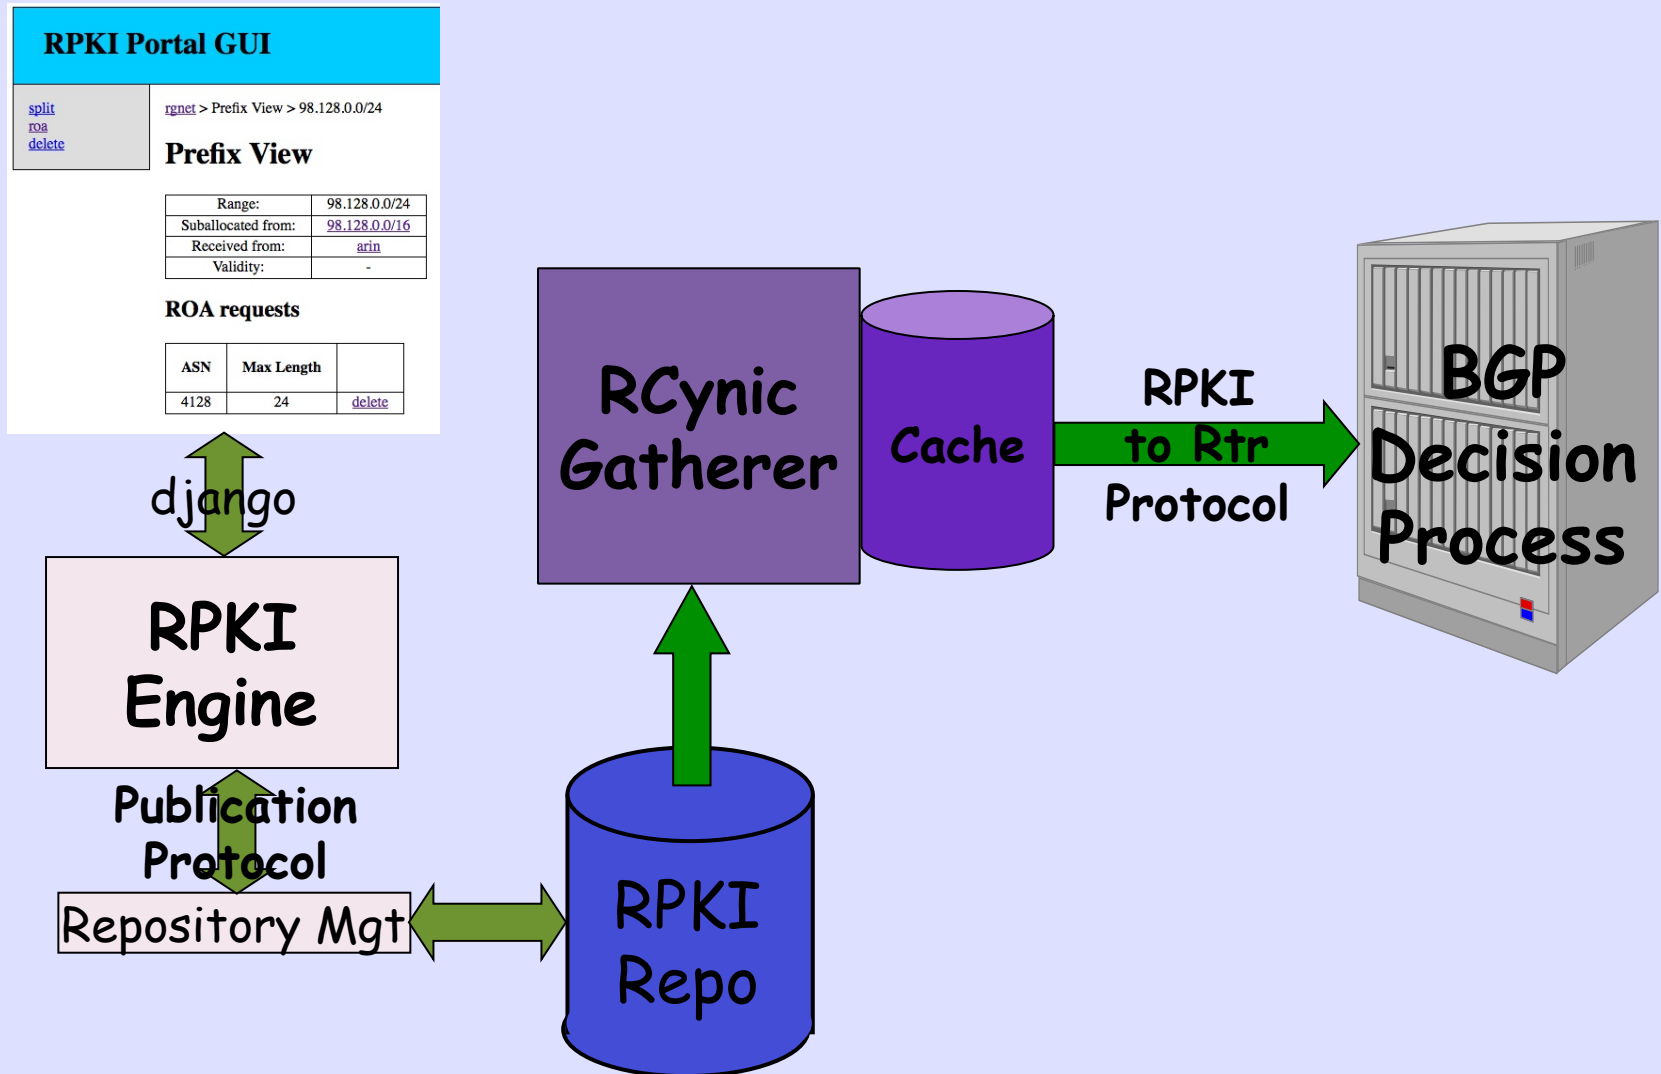 RPKI Portal GUI
split
roa
delete
rgnet > Prefix View > 98.128.0.0/24
Prefix View
Range: 98.128.0.0/24
Suballocated from: 98.128.0.0/16
Received from: arin
Validity: -
ROA requests
ASN Max Length
4128 24 delete
django
RPKI
Engine
Publication
Protocol
Repository Mgt
RPKI
Repo
RCynic
Gatherer
Cache
RPKI
to Rtr
Protocol
BGP
Decision
Process